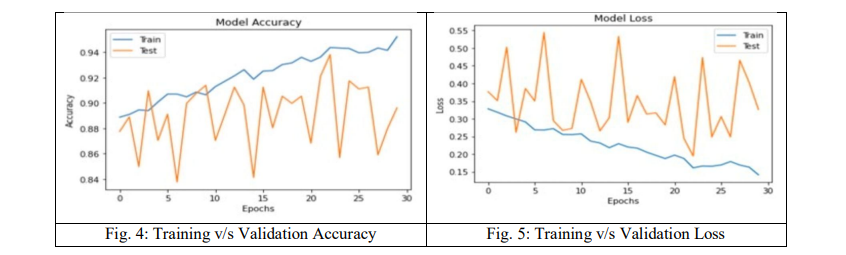 Model Accuracy
Train
Test
0.94
0.92
0.90
0.88
0.86
0.84
Accuracy
0 5 10 15 20 25 30
Epochs
Fig. 4: Training v/s Validation Accuracy
Model Loss
Train
Test
0.55
0.50
0.45
0.40
0.35
0.30
0.25
0.20
0.15
Loss
0 5 10 15 20 25 30
Epochs
Fig. 5: Training v/s Validation Loss